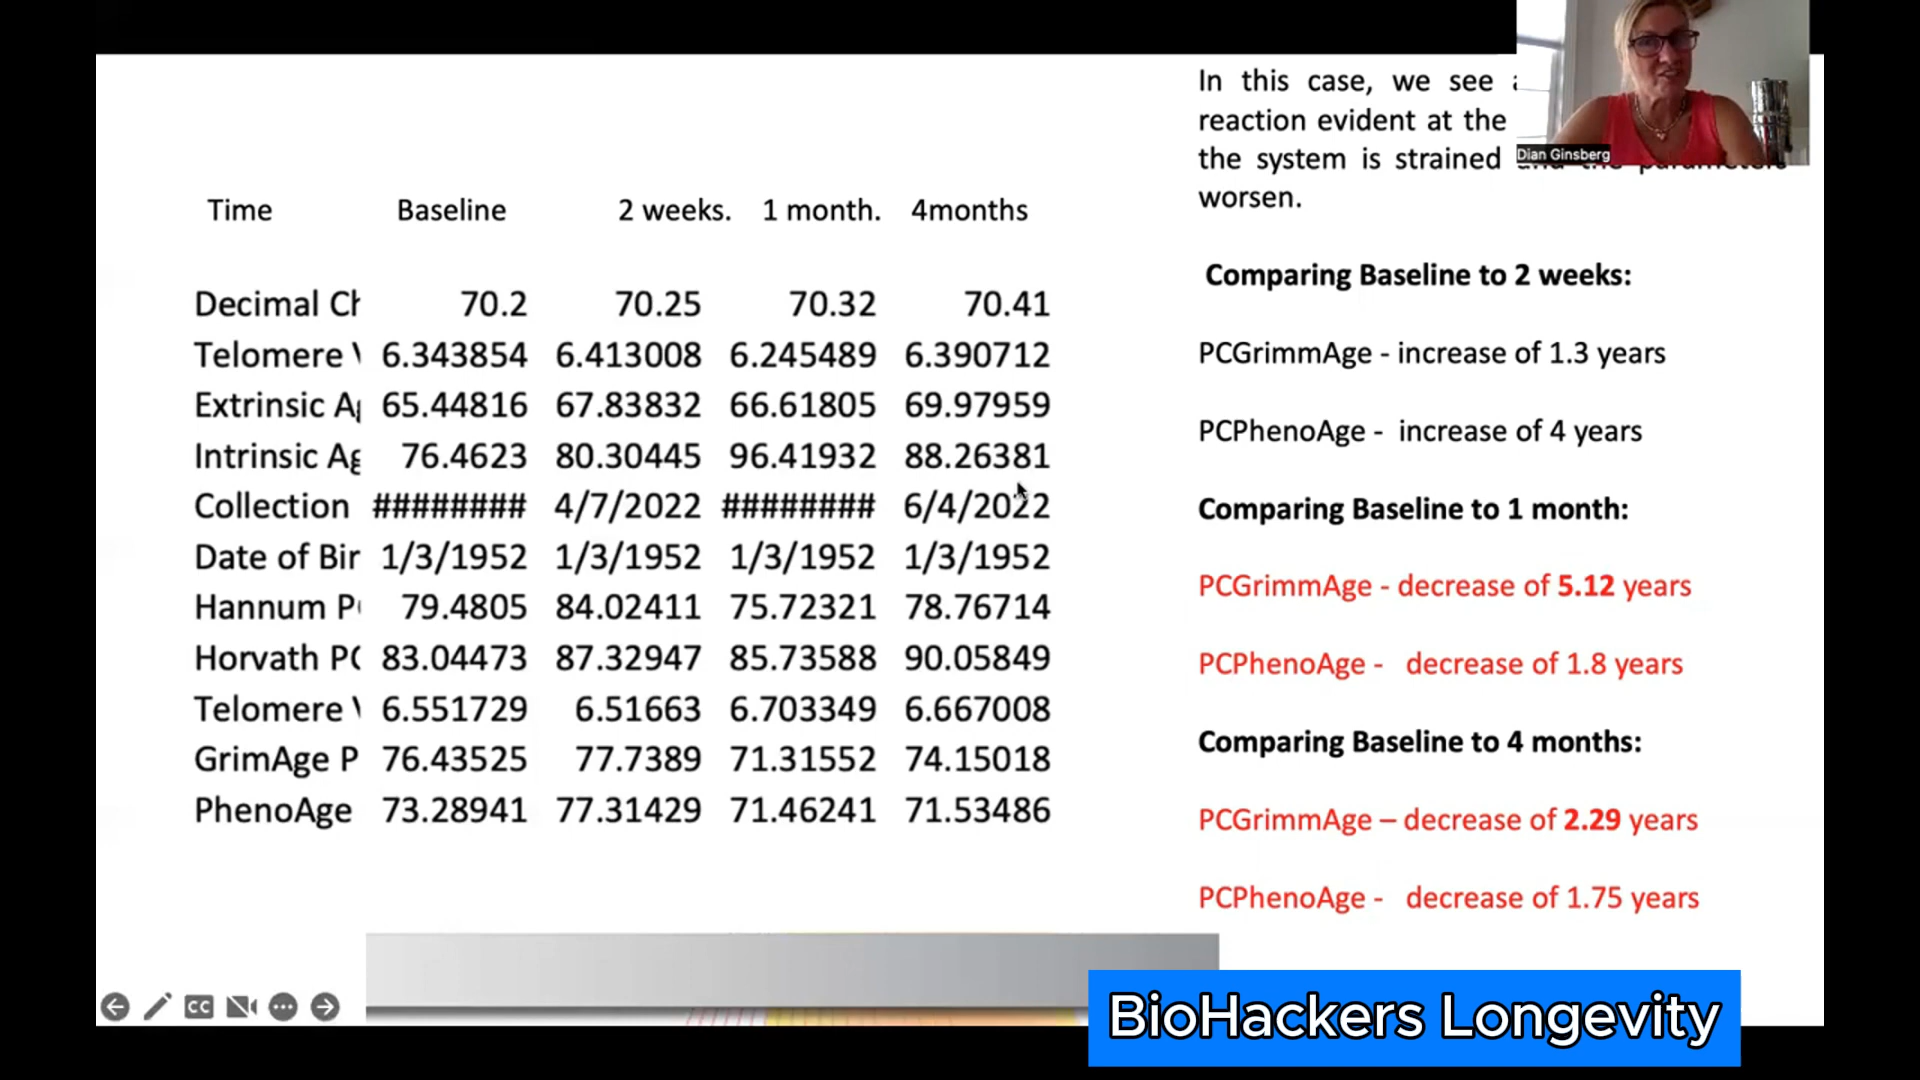 In this case, we see
reaction evident at the
the system is strained and the parameters
worsen.
Dian Ginsberg
Time Baseline 2 weeks. 1 month. 4months
Decimal Ch 70.2 70.25 70.32 70.41
Telomere V 6.343854 6.413008 6.245489 6.390712
Extrinsic Ag 65.44816 67.83832 66.61805 69.97959
Intrinsic Ag 76.4623 80.30445 96.41932 88.26381
Collection ######## 4/7/2022 ######## 6/4/2022
Date of Bir 1/3/1952 1/3/1952 1/3/1952 1/3/1952
Hannum P 79.4805 84.02411 75.72321 78.76714
Horvath PC 83.04473 87.32947 85.73588 90.05849
Telomere V 6.551729 6.51663 6.703349 6.667008
GrimAge P 76.43525 77.7389 71.31552 74.15018
PhenoAge 73.28941 77.31429 71.46241 71.53486
Comparing Baseline to 2 weeks:
PCGrimmAge - increase of 1.3 years
PCPhenoAge - increase of 4 years
Comparing Baseline to 1 month:
PCGrimmAge - decrease of 5.12 years
PCPhenoAge - decrease of 1.8 years
Comparing Baseline to 4 months:
PCGrimmAge – decrease of 2.29 years
PCPhenoAge - decrease of 1.75 years
CC
BioHackers Longevity